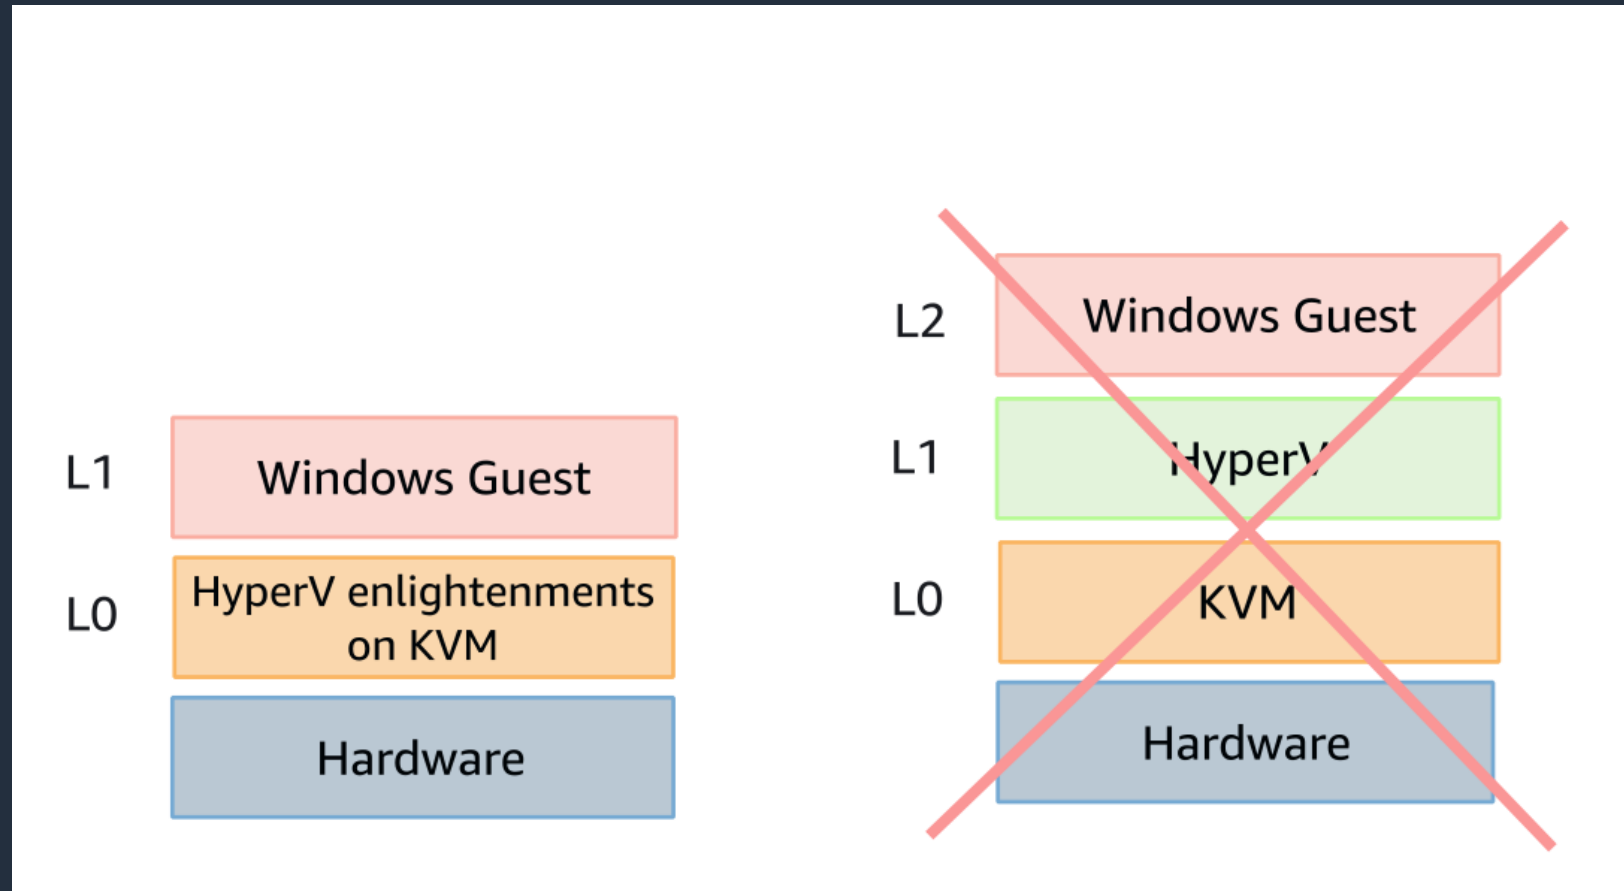 L1
Windows Guest
L0
HyperV enlightenments
on KVM
Hardware
L2
Windows Guest
L1
HyperV
L0
KVM
Hardware